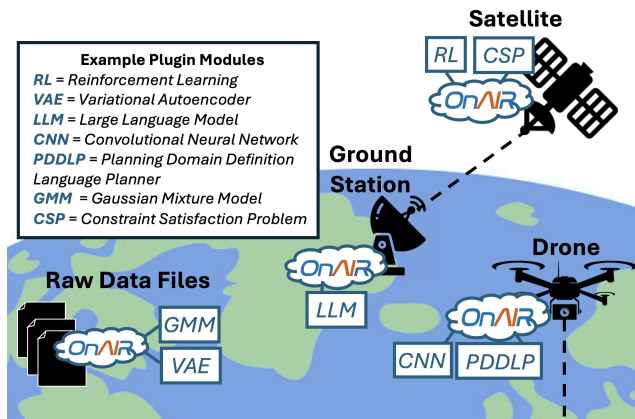 Satellite
RL
CSP
OnAIR
Example Plugin Modules
RL = Reinforcement Learning
VAE = Variational Autoencoder
LLM = Large Language Model
CNN = Convolutional Neural Network
PDDLP = Planning Domain Definition
Language Planner
GMM = Gaussian Mixture Model
CSP = Constraint Satisfaction Problem
Ground
Station
OnAIR
LLM
Drone
OnAIR
CNN
PDDLP
Raw Data Files
OnAIR
GMM
VAE